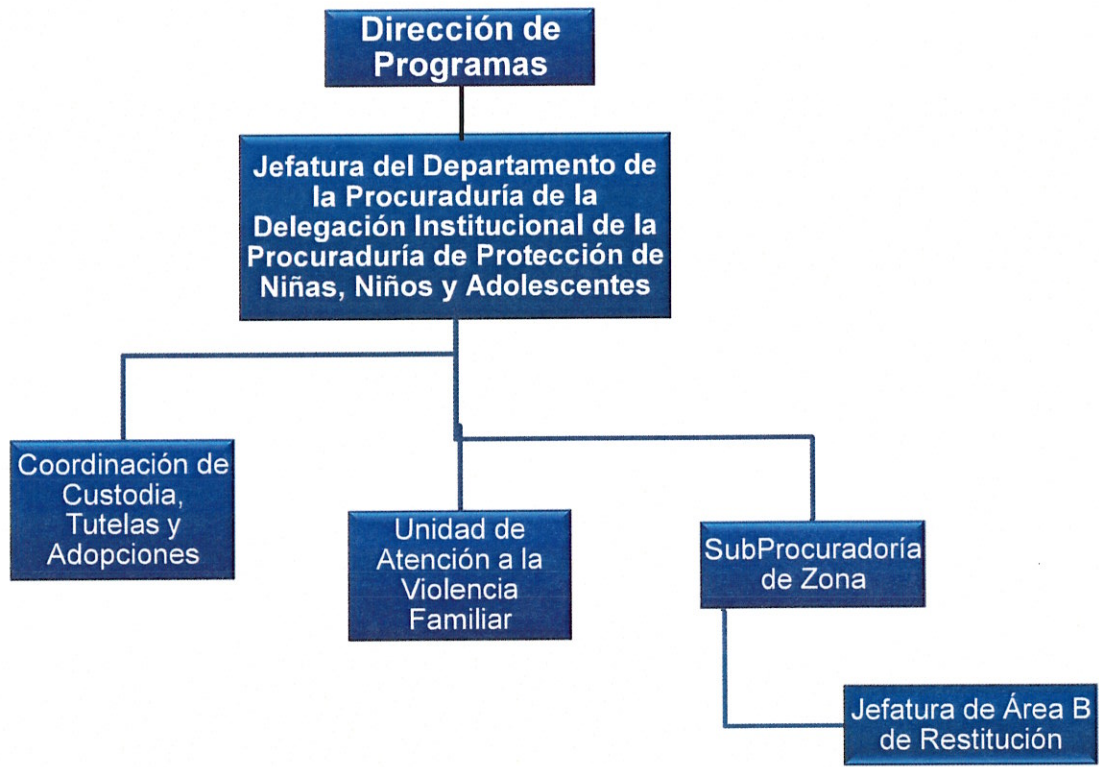 Dirección de
Programas
Jefatura del Departamento de
la Procuraduría de la
Delegación Institucional de la
Procuraduría de Protección de
Niñas, Niños y Adolescentes
Coordinación de
Custodia,
Tutelas y
Adopciones
Unidad de
Atención a la
Violencia
Familiar
SubProcuradoría
de Zona
Jefatura de Área B
de Restitución